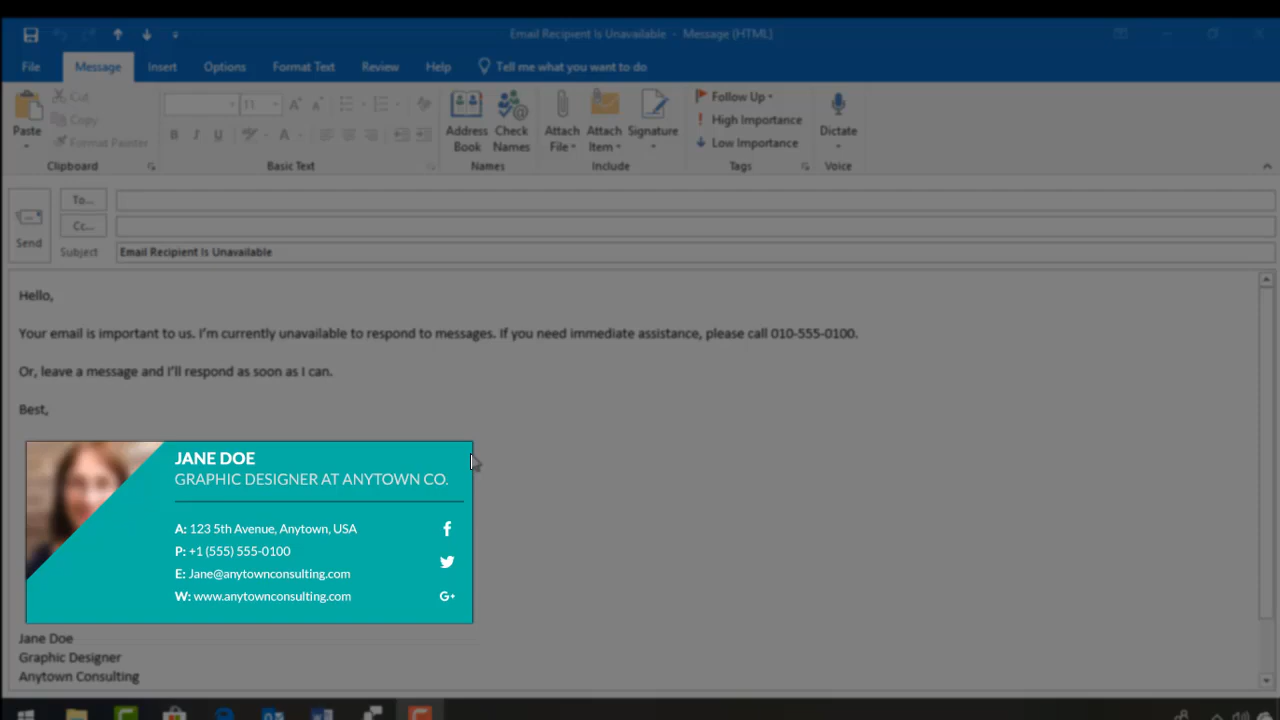 Email Recipient Is Unavailable - Message (HTML)
File Message Insert Options Format Text Review Help Tell me what you want to do
Paste
Cut
Copy
Format Painter
Clipboard
11
B I U
Basic Text
Address Book
Check Names
Names
Attach File
Attach Item
Signature
Include
Follow Up
High Importance
Low Importance
Tags
Dictate
Voice
Send
To...
Cc...
Subject Email Recipient Is Unavailable
Hello,
Your email is important to us. I'm currently unavailable to respond to messages. If you need immediate assistance, please call 010-555-0100.
Or, leave a message and I'll respond as soon as I can.
Best,
JANE DOE
GRAPHIC DESIGNER AT ANYTOWN CO.
A: 123 5th Avenue, Anytown, USA
P: +1 (555) 555-0100
E: Jane@anytownconsulting.com
W: www.anytownconsulting.com
Jane Doe
Graphic Designer
Anytown Consulting